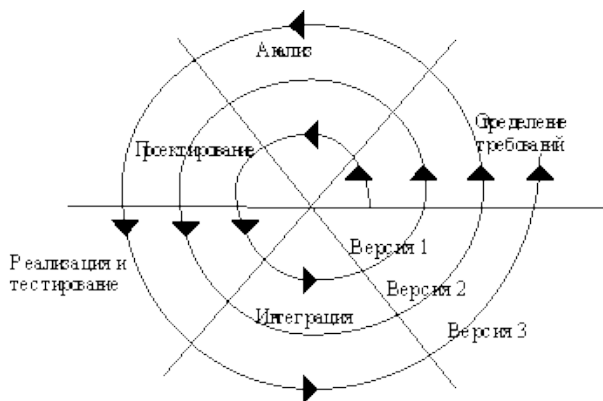 Анализ
Определение
требований
Проектирование
Версия 1
Реализация и
тестирование
Версия 2
Интеграция
Версия 3